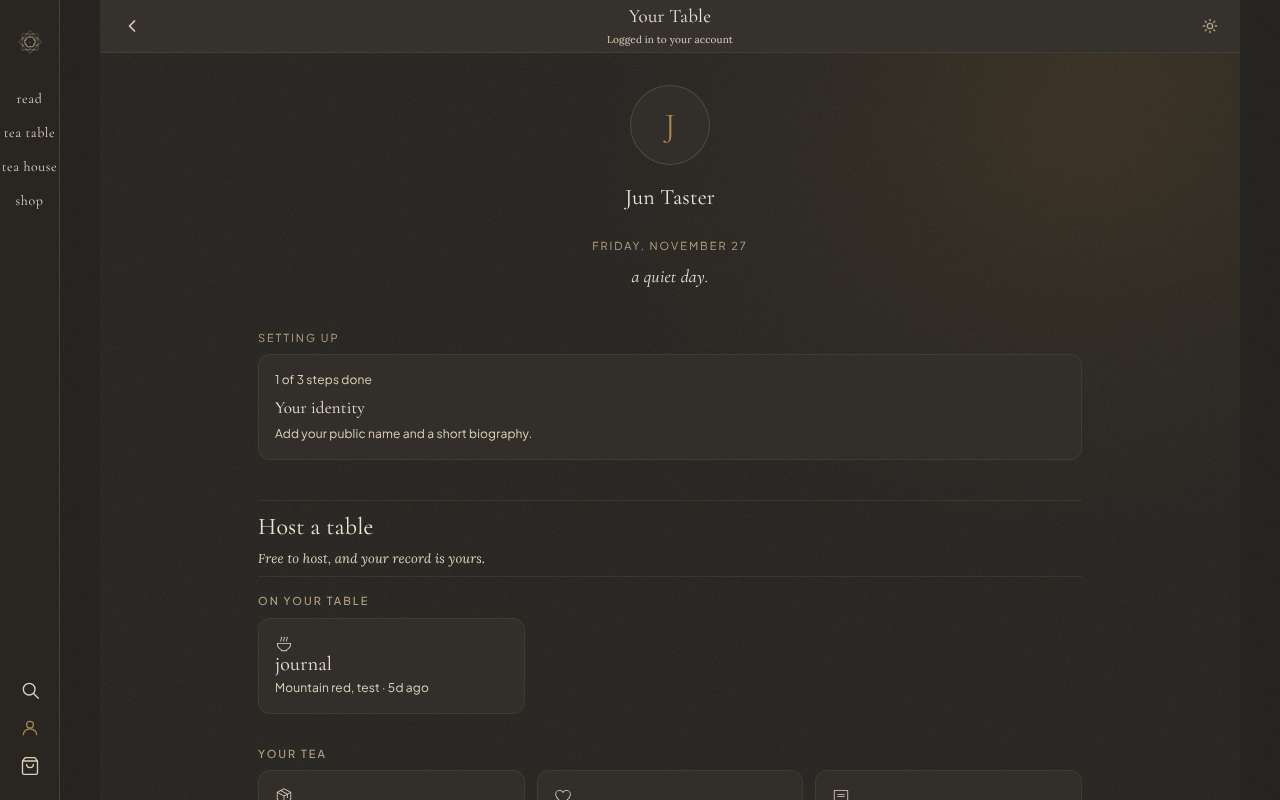 Your Table
Logged in to your account
read
tea table
tea house
shop
J
Jun Taster
FRIDAY, NOVEMBER 27
a quiet day.
SETTING UP
1 of 3 steps done
Your identity
Add your public name and a short biography.
Host a table
Free to host, and your record is yours.
ON YOUR TABLE
journal
Mountain red, test · 5d ago
YOUR TEA